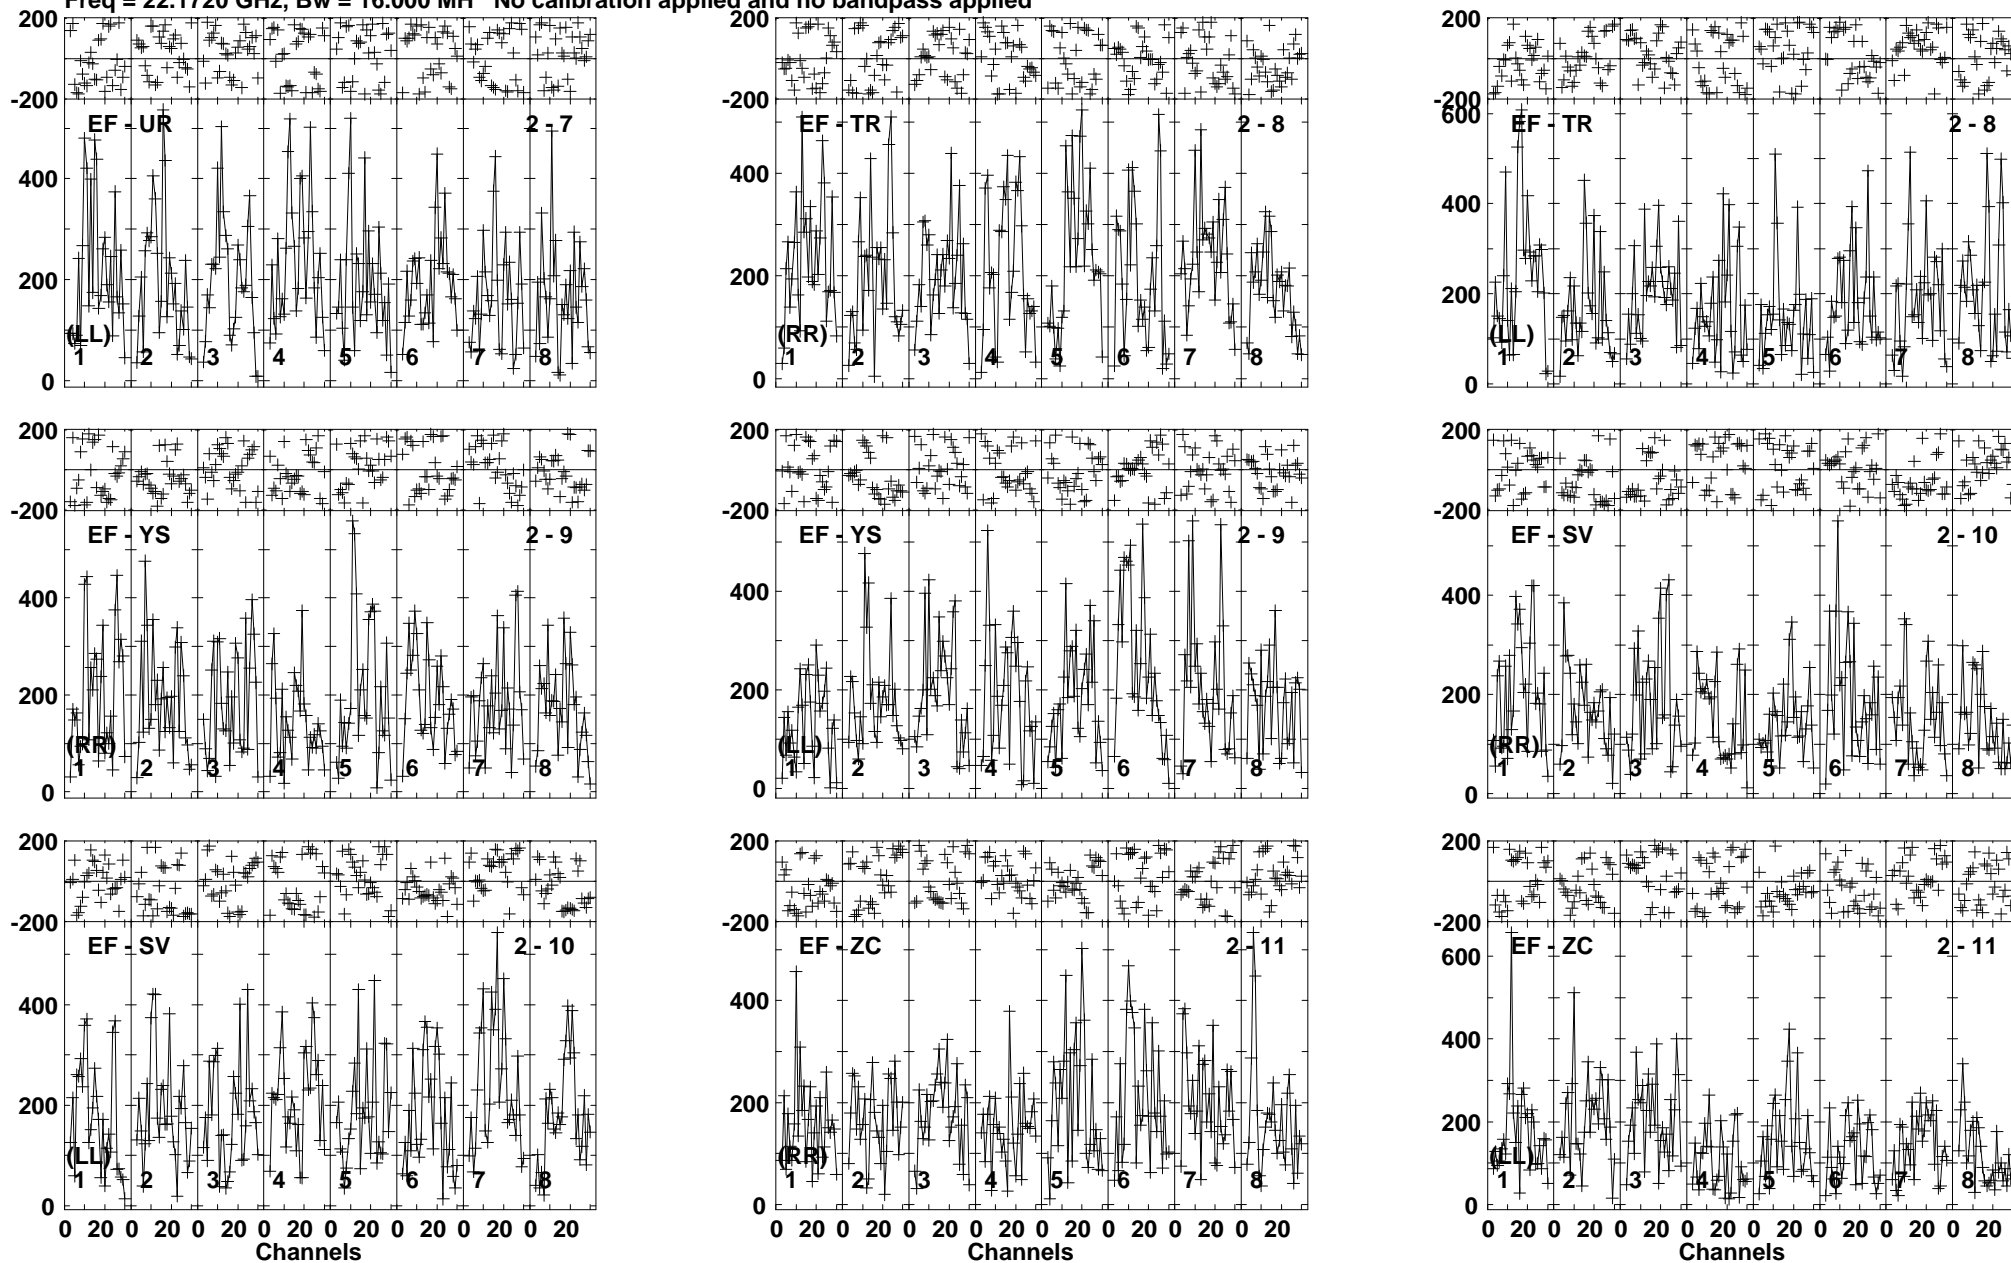 Freq = 22.1720 GHz, Bw = 16.000 MH No calibration applied and no bandpass applied
200 200 200
-200 -200 -200
EF - UR 2 - 7 EF - TR 2 - 8 EF - TR 2 - 8
600
400 400 400
200 200 200
(LL) (RR) (LL)
1 2 3 4 5 6 7 8 1 2 3 4 5 6 7 8 1 2 3 4 5 6 7 8
0 0 0
200 200 200
-200 -200 -200
EF - YS 2 - 9 EF - YS 2 - 9 EF - SV 2 - 10
400 400 400
200 200 200
(RR) (LL) (RR)
1 2 3 4 5 6 7 8 1 2 3 4 5 6 7 8 1 2 3 4 5 6 7 8
0 0 0
200 200 200
-200 -200 -200
EF - SV 2 - 10 EF - ZC 2 - 11 EF - ZC 2 - 11
600
400 400 400
200 200 200
(LL) (RR) (LL)
1 2 3 4 5 6 7 8 1 2 3 4 5 6 7 8 1 2 3 4 5 6 7 8
0 0 0
0 20 0 20 0 20 0 20 0 20 0 20 0 20 0 20 0 20 0 20 0 20 0 20 0 20 0 20 0 20 0 20 0 20 0 20 0 20 0 20 0 20 0 20 0 20 0 20
Channels Channels Channels